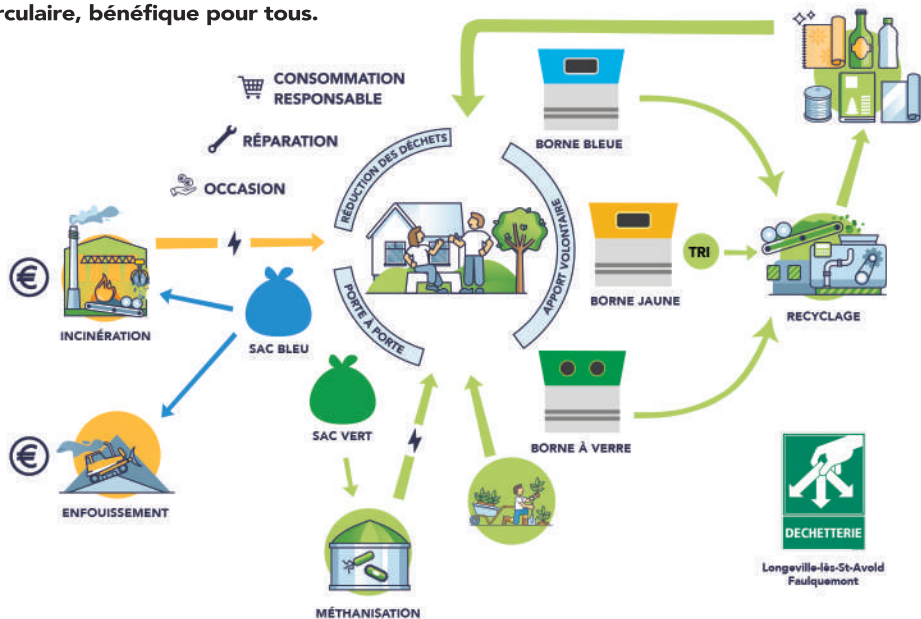 rculaire, bénéfique pour tous.
CONSOMMATION
RESPONSABLE
RÉPARATION
OCCASION
RÉDUCTION DES DÉCHETS
APPORT VOLONTAIRE
PORTE À PORTE
BORNE BLEUE
BORNE JAUNE
TRI
RECYCLAGE
BORNE À VERRE
€
INCINÉRATION
SAC BLEU
€
ENFOUISSEMENT
SAC VERT
MÉTHANISATION
DECHETTERIE
Longeville-lès-St-Avold
Faulquemont